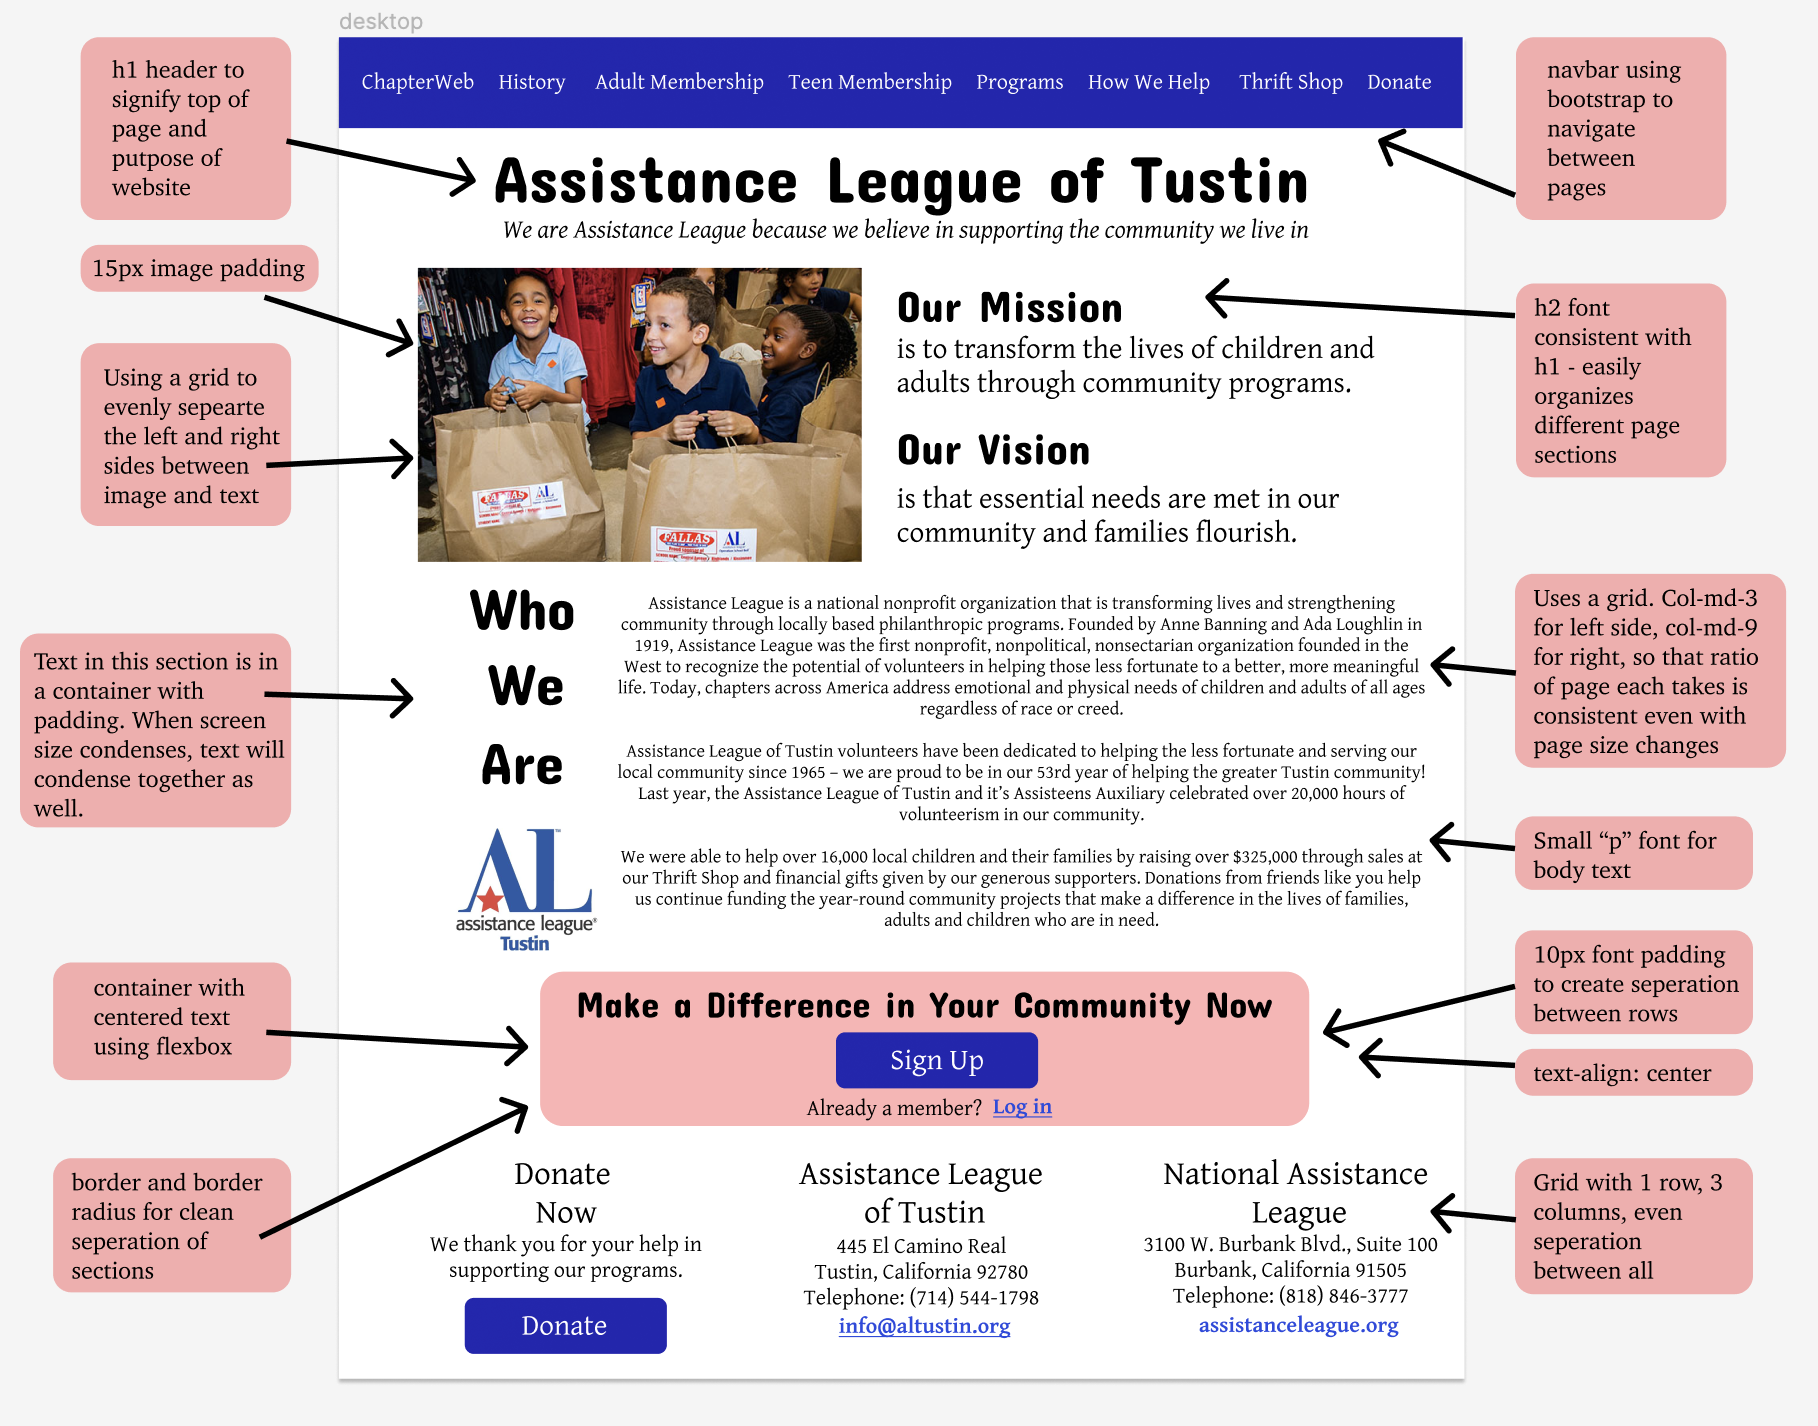 desktop
h1 header to
signify top of
page and
putpose of
website
15px image padding
Using a grid to
evenly sepearte
the left and right
sides between
image and text
Text in this section is in
a container with
padding. When screen
size condenses, text will
condense together as
well.
container with
centered text
using flexbox
border and border
radius for clean
seperation of
sections
ChapterWeb History Adult Membership Teen Membership Programs How We Help Thrift Shop Donate
Assistance League of Tustin
We are Assistance League because we believe in supporting the community we live in
FALLAS
AL
FALLAS
AL
Our Mission
is to transform the lives of children and
adults through community programs.
Our Vision
is that essential needs are met in our
community and families flourish.
Who
We
Are
AL
assistance league®
Tustin
Assistance League is a national nonprofit organization that is transforming lives and strengthening
community through locally based philanthropic programs. Founded by Anne Banning and Ada Loughlin in
1919, Assistance League was the first nonprofit, nonpolitical, nonsectarian organization founded in the
West to recognize the potential of volunteers in helping those less fortunate to a better, more meaningful
life. Today, chapters across America address emotional and physical needs of children and adults of all ages
regardless of race or creed.
Assistance League of Tustin volunteers have been dedicated to helping the less fortunate and serving our
local community since 1965 – we are proud to be in our 53rd year of helping the greater Tustin community!
Last year, the Assistance League of Tustin and it’s Assisteens Auxiliary celebrated over 20,000 hours of
volunteerism in our community.
We were able to help over 16,000 local children and their families by raising over $325,000 through sales at
our Thrift Shop and financial gifts given by our generous supporters. Donations from friends like you help
us continue funding the year-round community projects that make a difference in the lives of families,
adults and children who are in need.
Make a Difference in Your Community Now
Sign Up
Already a member? Log in
Donate
Now
We thank you for your help in
supporting our programs.
Donate
Assistance League
of Tustin
445 El Camino Real
Tustin, California 92780
Telephone: (714) 544-1798
info@altustin.org
National Assistance
League
3100 W. Burbank Blvd., Suite 100
Burbank, California 91505
Telephone: (818) 846-3777
assistanceleague.org
navbar using
bootstrap to
navigate
between
pages
h2 font
consistent with
h1 - easily
organizes
different page
sections
Uses a grid. Col-md-3
for left side, col-md-9
for right, so that ratio
of page each takes is
consistent even with
page size changes
Small “p” font for
body text
10px font padding
to create seperation
between rows
text-align: center
Grid with 1 row, 3
columns, even
seperation
between all